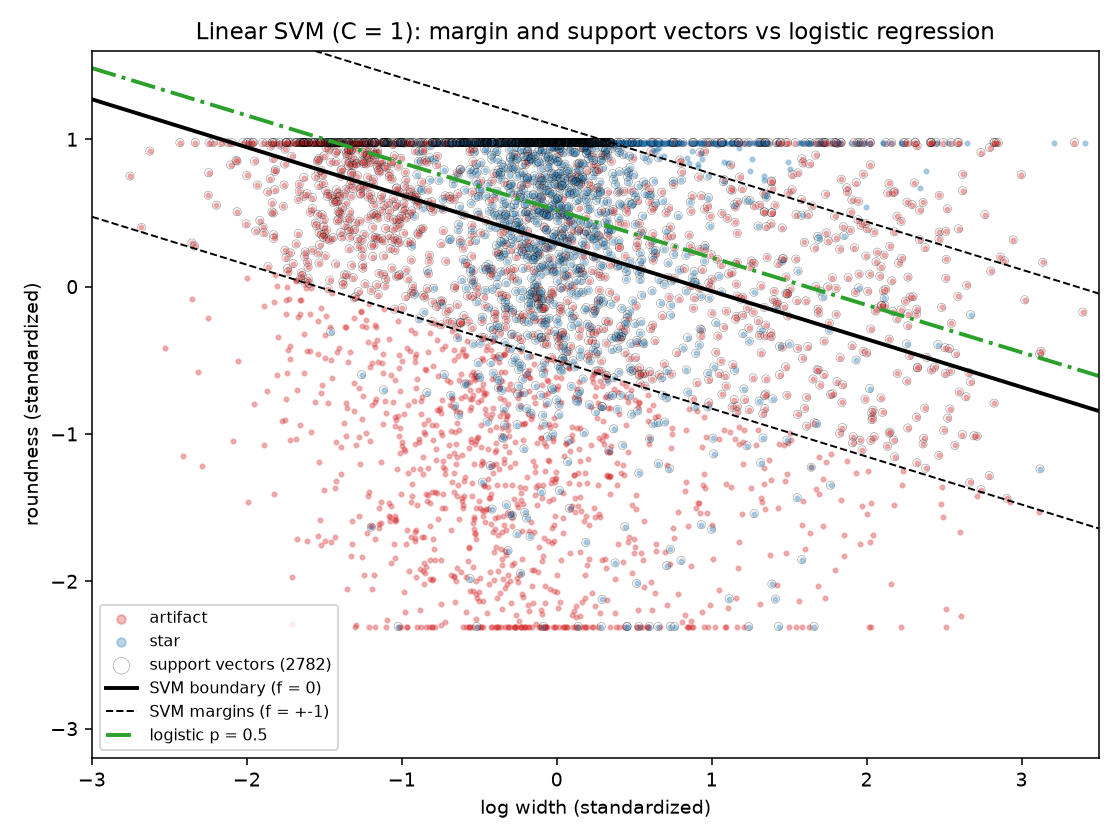 Linear SVM (C = 1): margin and support vectors vs logistic regression
roundness (standardized)
1
0
−1
−2
−3
artifact
star
support vectors (2782)
SVM boundary (f = 0)
SVM margins (f = +-1)
logistic p = 0.5
−3 −2 −1 0 1 2 3
log width (standardized)